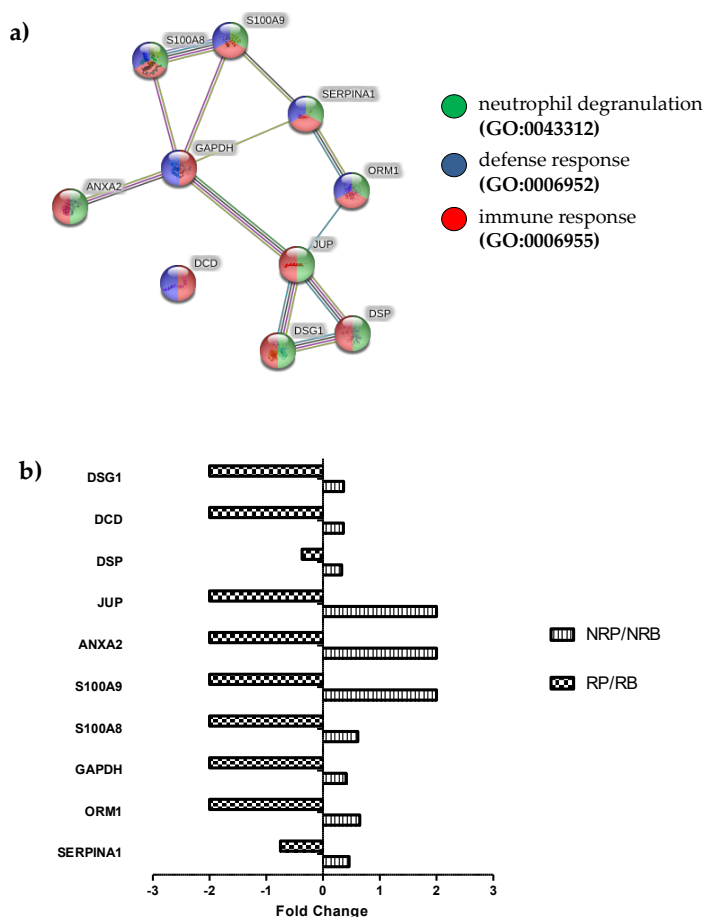 a)
S100A9
S100A8
SERPINA1
GAPDH
ORM1
ANXA2
JUP
DCD
DSP
DSG1
neutrophil degranulation
(GO:0043312)
defense response
(GO:0006952)
immune response
(GO:0006955)
b)
DSG1
DCD
DSP
JUP
ANXA2
S100A9
S100A8
GAPDH
ORM1
SERPINA1
NRP/NRB
RP/RB
-3 -2 -1 0 1 2 3
Fold Change